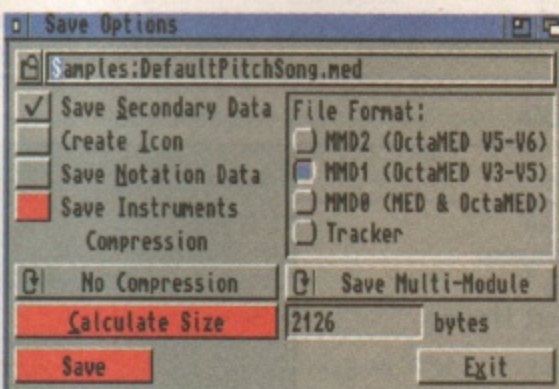 Save Options
Samples:DefaultPitchSong.med
Save Secondary Data
Create Icon
Save Notation Data
Save Instruments
Compression
No Compression
File Format:
MMD2 (OctaMED V5-V6)
MMD1 (OctaMED V3-V5)
MMD0 (MED & OctaMED)
Tracker
Save Multi-Module
Calculate Size
2126 bytes
Save
Exit